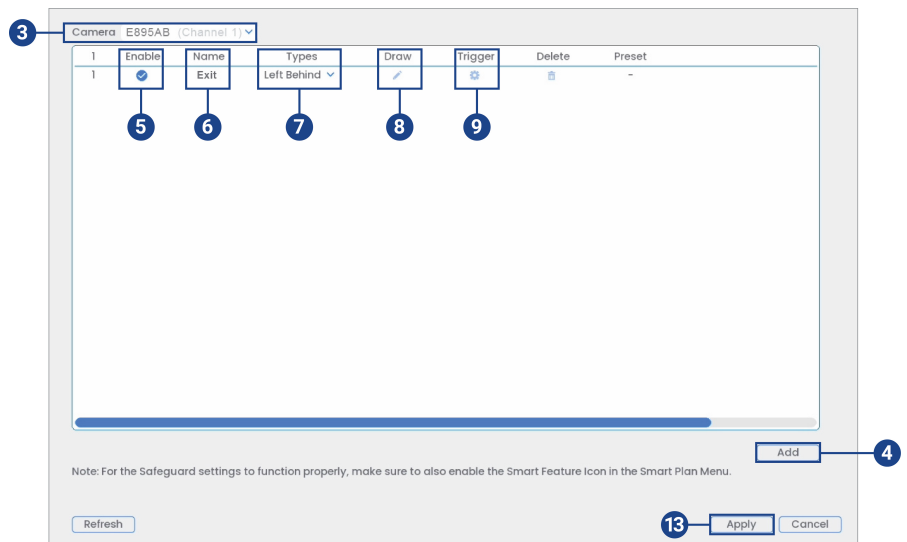 3 Camera E895AB (Channel 1)
1 Enable Name Types Draw Trigger Delete Preset
1 Exit Left Behind -
5 6 7 8 9
Add 4
Note: For the Safeguard settings to function properly, make sure to also enable the Smart Feature Icon in the Smart Plan Menu.
Refresh 13 Apply Cancel